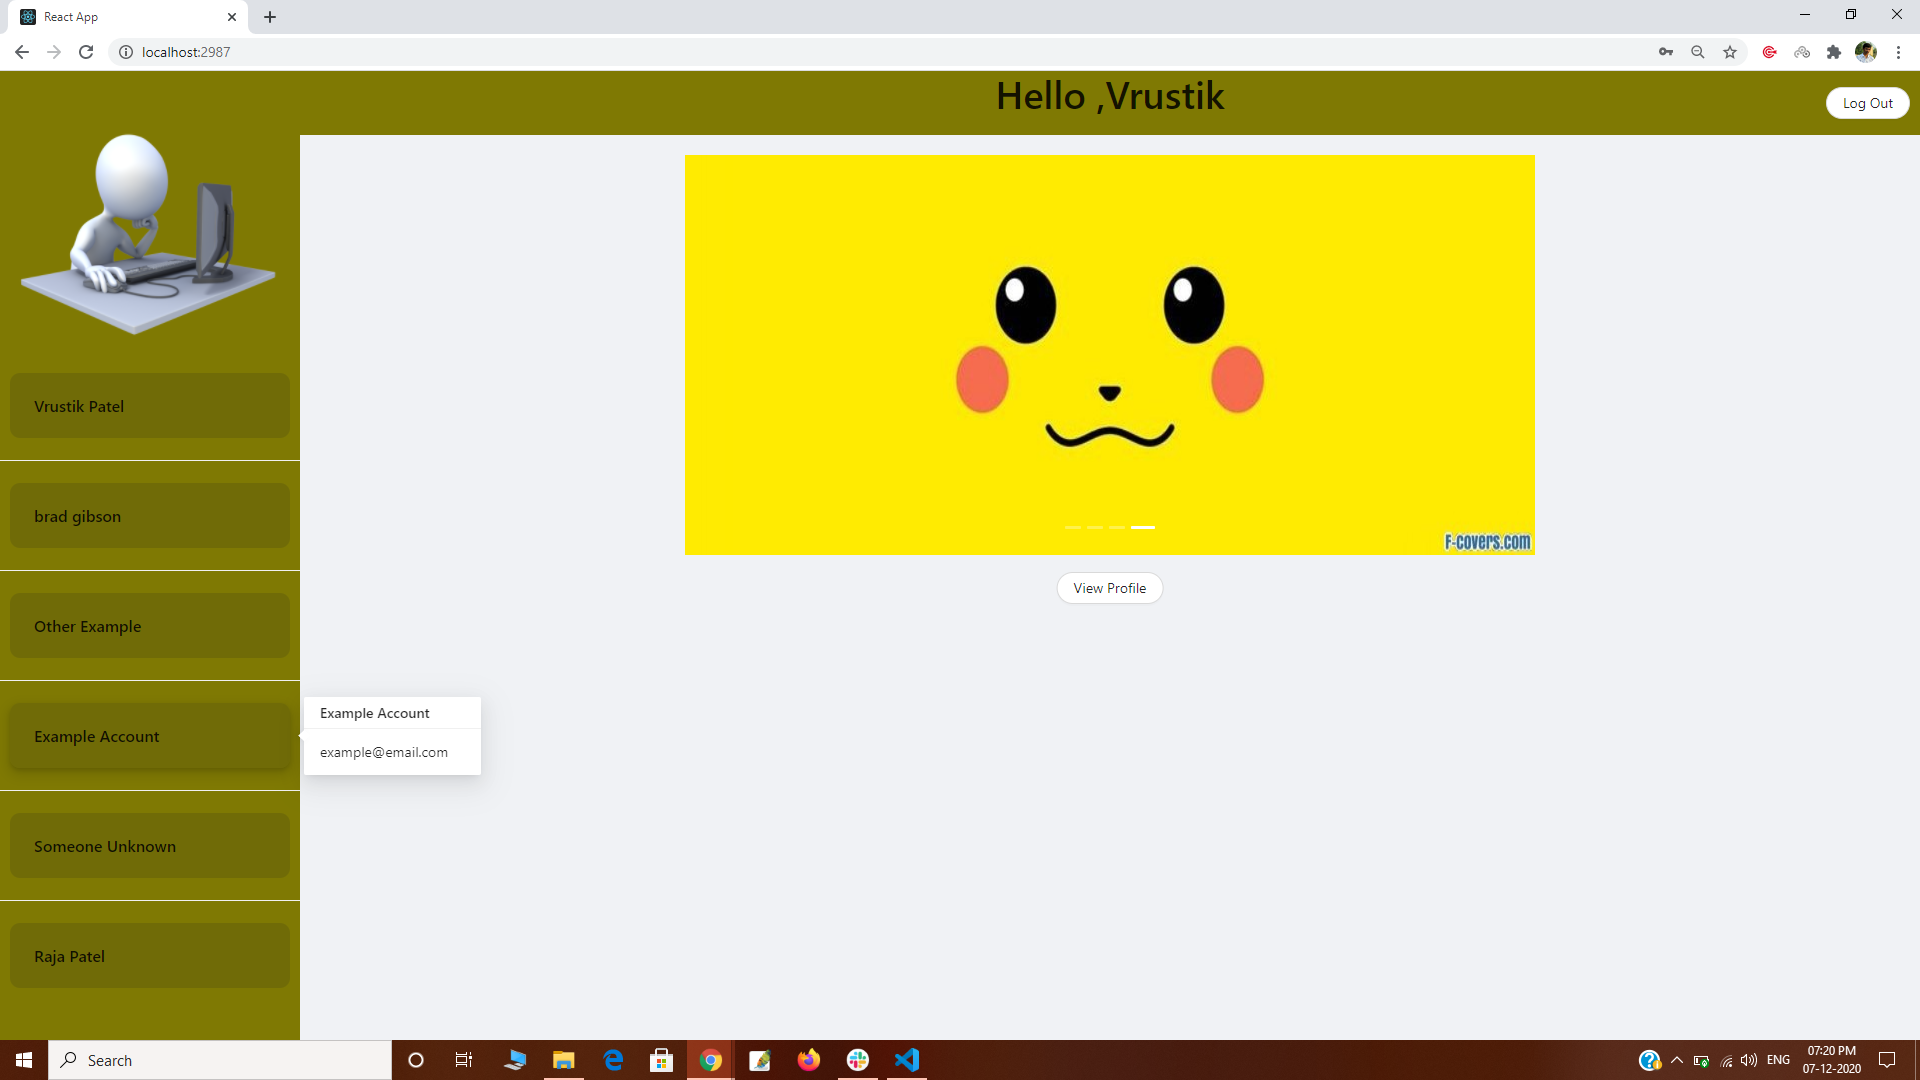 React App
localhost:2987
Hello ,Vrustik
Log Out
Vrustik Patel
brad gibson
Other Example
Example Account
Someone Unknown
Raja Patel
Example Account
example@email.com
F-covers.com
View Profile
Search
ENG
07:20 PM
07-12-2020